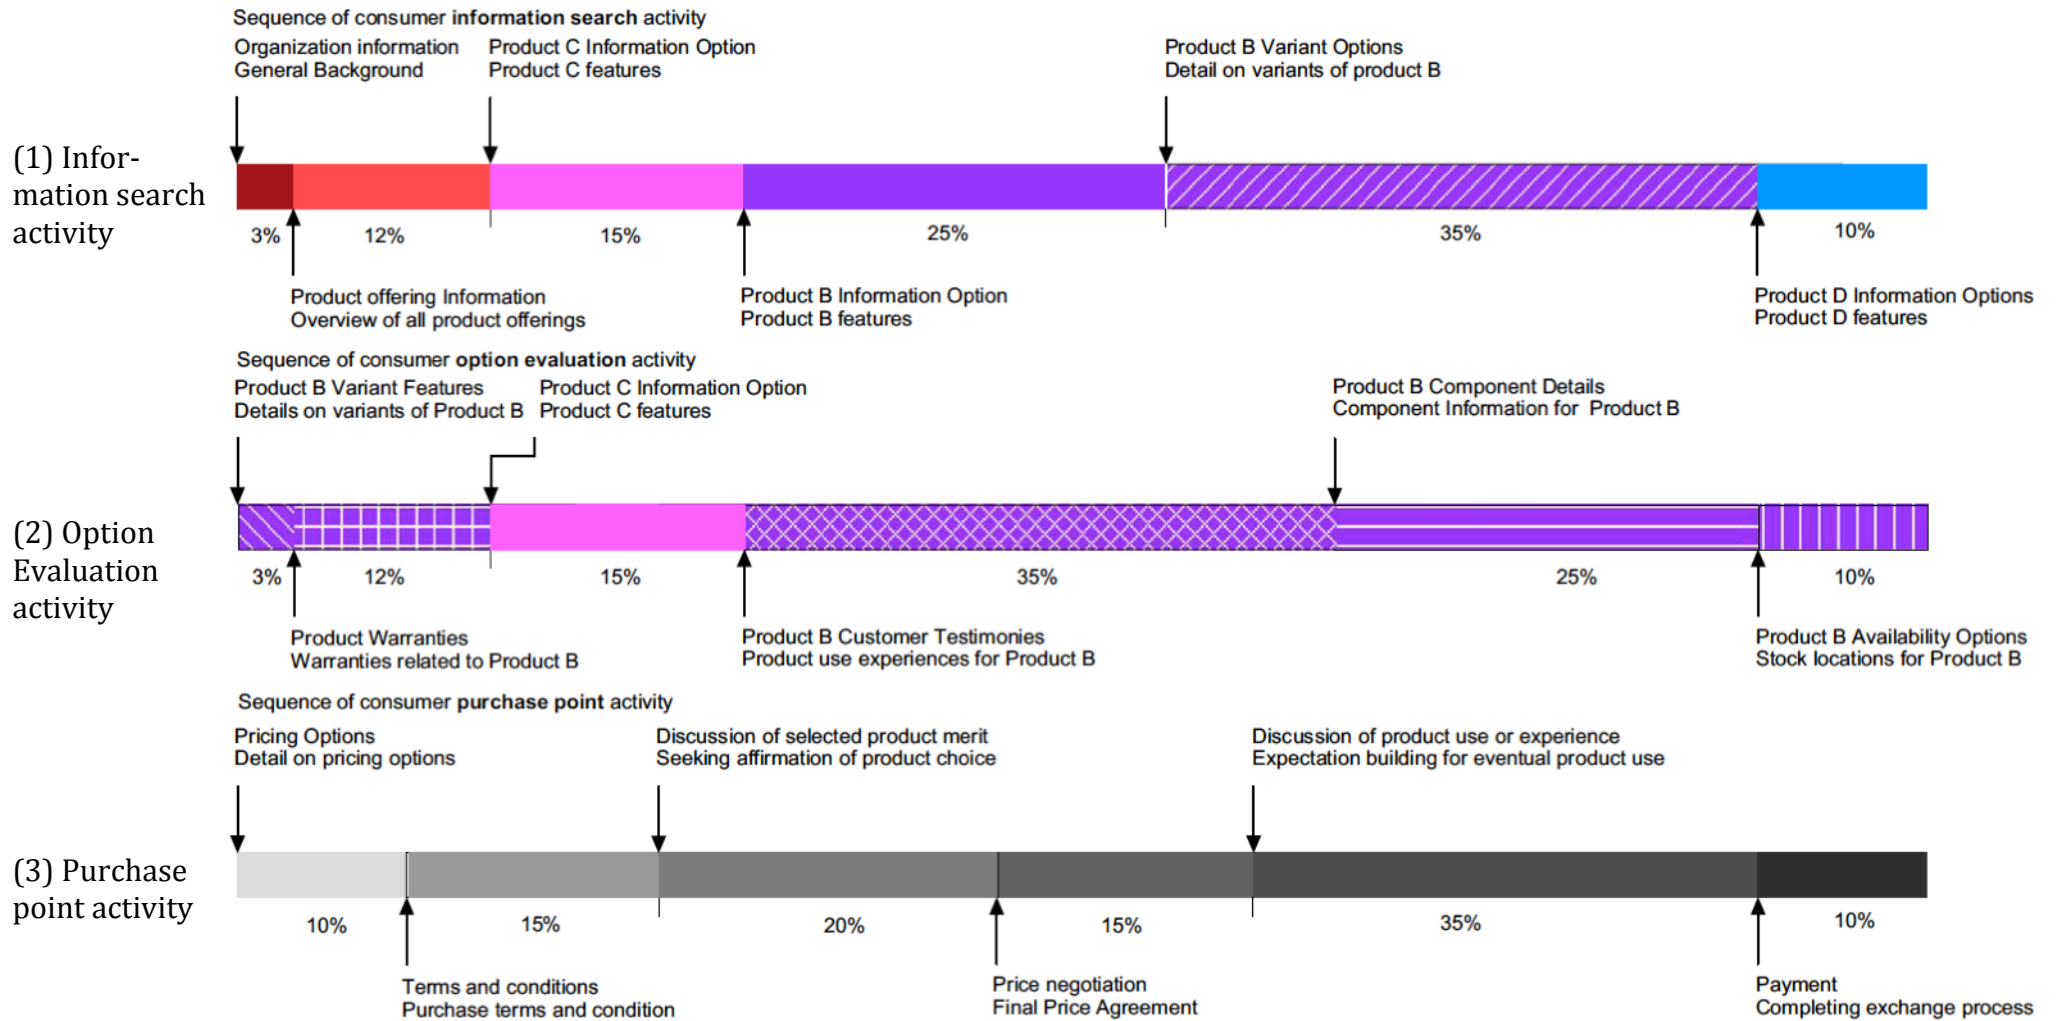 Sequence of consumer information search activity
Organization information
General Background
Product C Information Option
Product C features
Product B Variant Options
Detail on variants of product B
(1) Infor-
mation search
activity
3%
12%
15%
25%
35%
10%
Product offering Information
Overview of all product offerings
Product B Information Option
Product B features
Product D Information Options
Product D features
Sequence of consumer option evaluation activity
Product B Variant Features
Details on variants of Product B
Product C Information Option
Product C features
Product B Component Details
Component Information for Product B
(2) Option
Evaluation
activity
3%
12%
15%
35%
25%
10%
Product Warranties
Warranties related to Product B
Product B Customer Testimonies
Product use experiences for Product B
Product B Availability Options
Stock locations for Product B
Sequence of consumer purchase point activity
Pricing Options
Detail on pricing options
Discussion of selected product merit
Seeking affirmation of product choice
Discussion of product use or experience
Expectation building for eventual product use
(3) Purchase
point activity
10%
15%
20%
15%
35%
10%
Terms and conditions
Purchase terms and condition
Price negotiation
Final Price Agreement
Payment
Completing exchange process